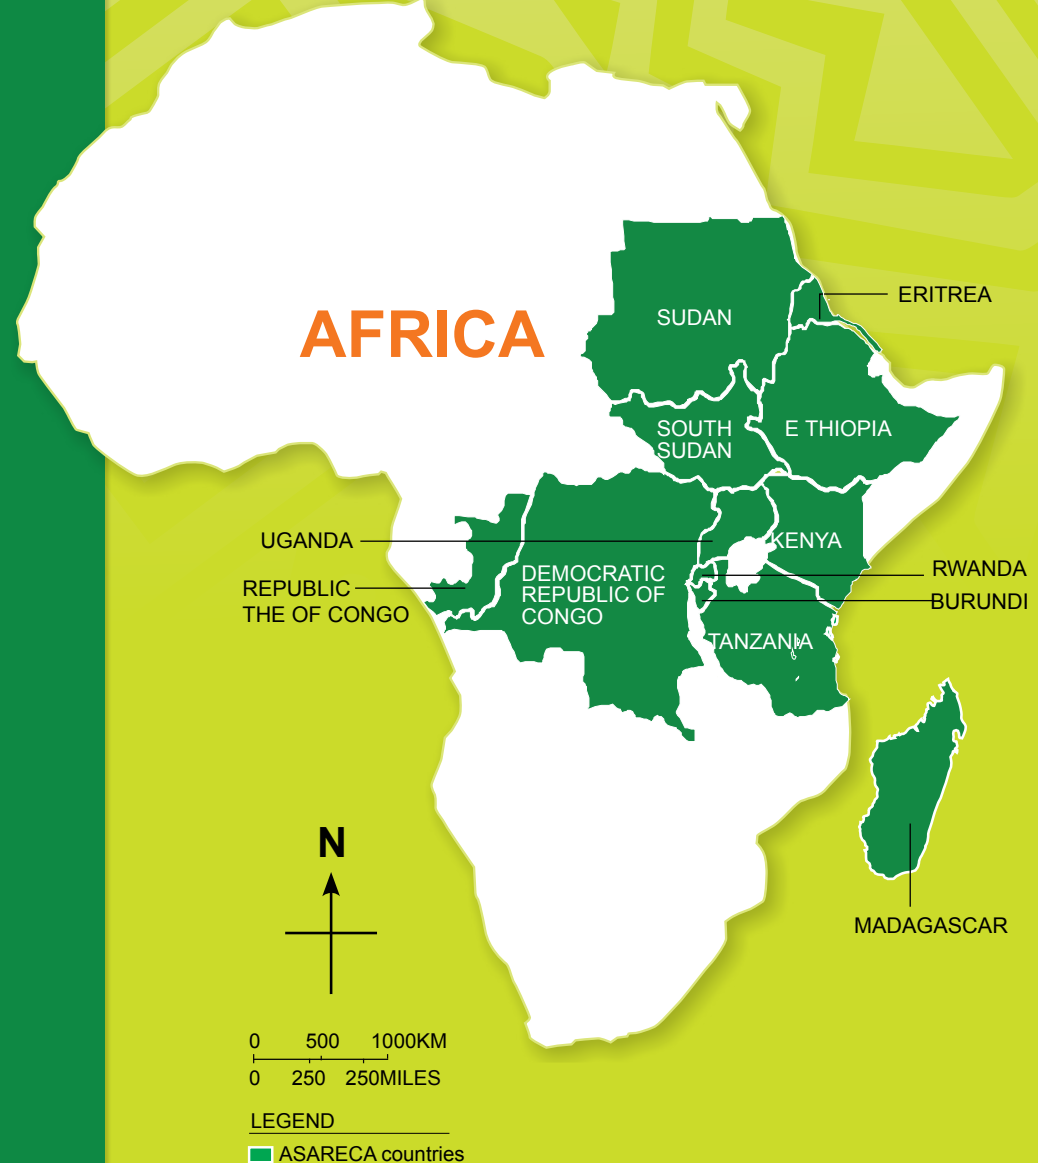 AFRICA
SUDAN
ERITREA
SOUTH
SUDAN
E THIOPIA
UGANDA
KENYA
REPUBLIC
THE OF CONGO
DEMOCRATIC
REPUBLIC OF
CONGO
RWANDA
BURUNDI
TANZANIA
N
MADAGASCAR
0 500 1000KM
0 250 250MILES
LEGEND
ASARECA countries